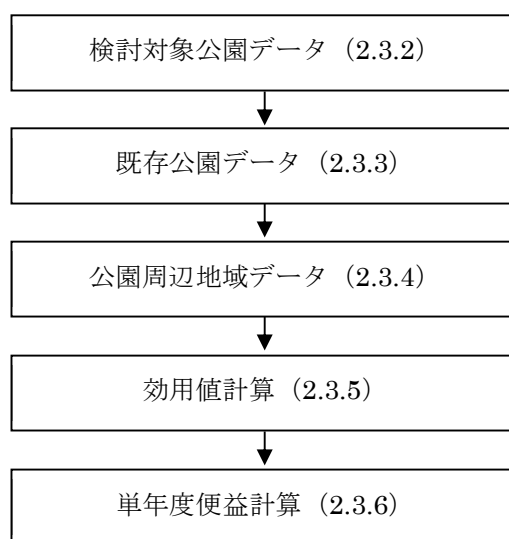 検討対象公園データ（2.3.2）
既存公園データ（2.3.3）
公園周辺地域データ（2.3.4）
効用値計算（2.3.5）
単年度便益計算（2.3.6）